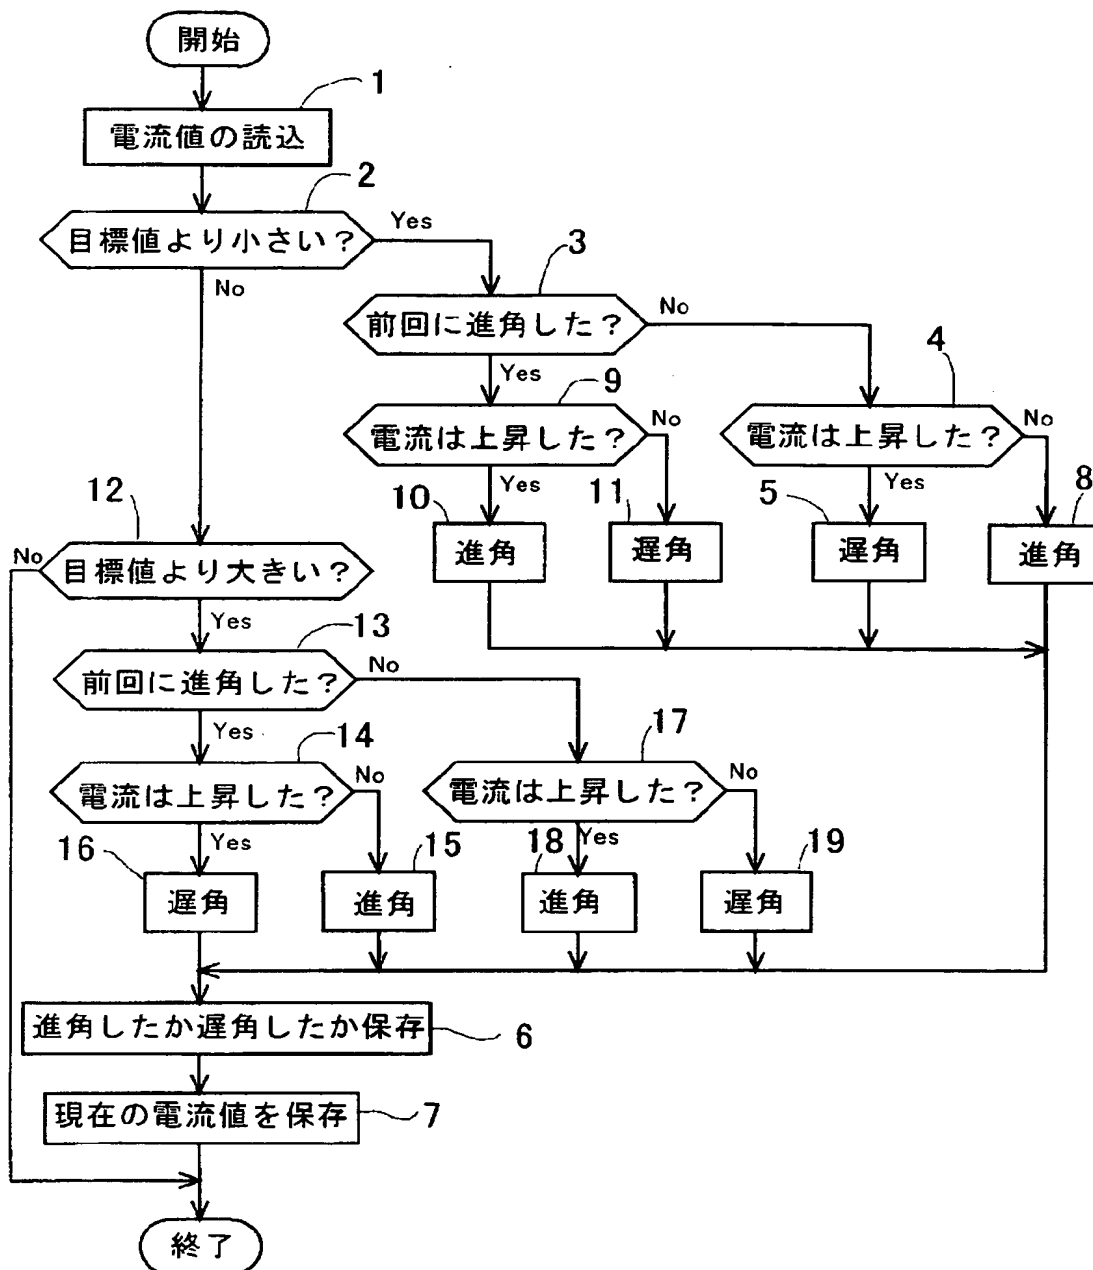 開始
1
電流値の読込
2
目標値より小さい?
Yes
No
3
前回に進角した?
No
Yes
4
9
電流は上昇した?
No
Yes
電流は上昇した?
No
Yes
10
進角
11
遅角
5
遅角
8
進角
12
No
目標値より大きい?
Yes
13
前回に進角した?
No
Yes
14
電流は上昇した?
No
Yes
17
電流は上昇した?
No
Yes
16
遅角
15
進角
18
進角
19
遅角
進角したか遅角したか保存
6
現在の電流値を保存
7
終了